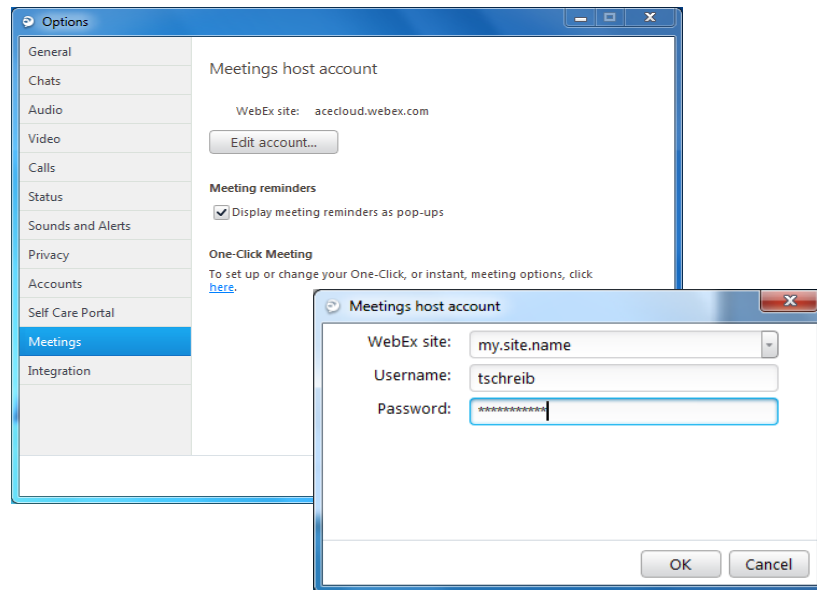 Options
General
Chats
Audio
Video
Calls
Status
Sounds and Alerts
Privacy
Accounts
Self Care Portal
Meetings
Integration
Meetings host account
WebEx site: acecloud.webex.com
Edit account...
Meeting reminders
Display meeting reminders as pop-ups
One-Click Meeting
To set up or change your One-Click, or instant, meeting options, click
here.
Meetings host account
WebEx site: my.site.name
Username: tschreib
Password: ***********
OK Cancel